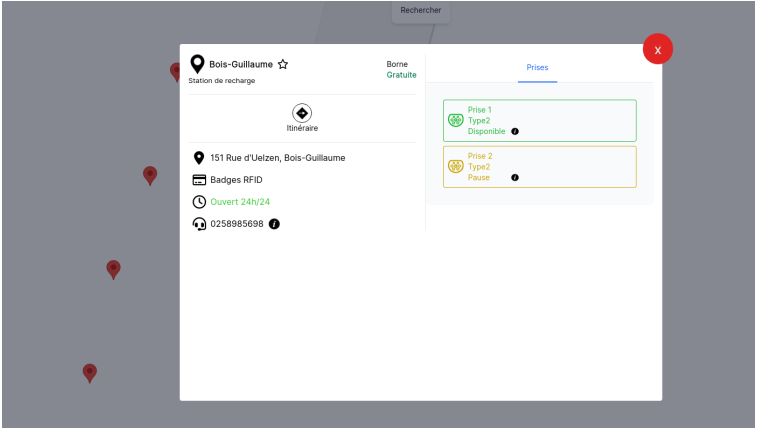 Rechercher
X
Bois-Guillaume
Station de recharge
Borne
Gratuite
Itinéraire
151 Rue d'Uelzen, Bois-Guillaume
Badges RFID
Ouvert 24h/24
0258985698
Prises
Prise 1
Type2
Disponible
Prise 2
Type2
Pause